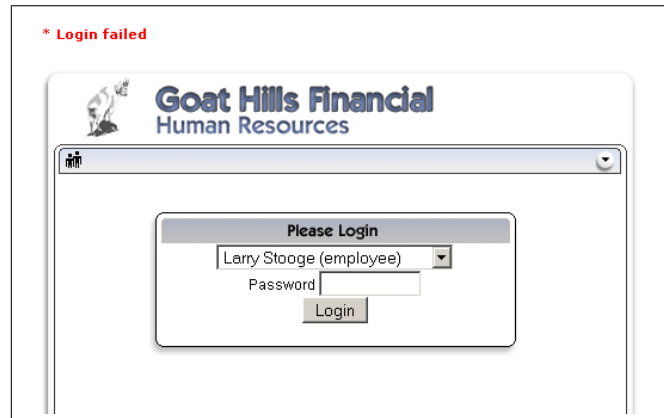 * Login failed
Goat Hills Financial
Human Resources
Please Login
Larry Stooge (employee)
Password
Login